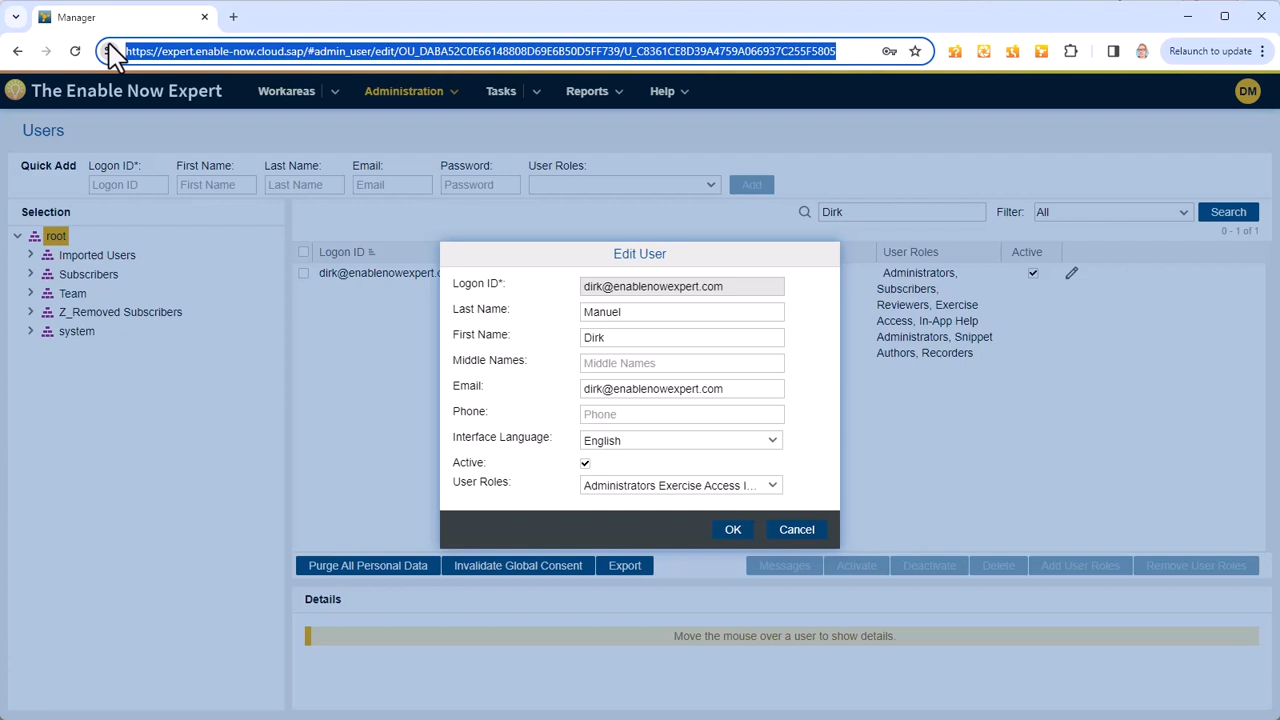 Manager
https://expert.enable-now.cloud.sap/#admin_user/edit/OU_DABA52C0E66148808D69E6B50D5FF739/U_C8361CE8D39A4759A066937C255F5805
Relaunch to update
The Enable Now Expert
Workareas
Administration
Tasks
Reports
Help
DM
Users
Quick Add
Logon ID*:
First Name:
Last Name:
Email:
Password:
User Roles:
Logon ID
First Name
Last Name
Email
Password
Add
Selection
Dirk
Filter:
All
Search
0 - 1 of 1
root
Imported Users
Subscribers
Team
Z_Removed Subscribers
system
Logon ID
User Roles
Active
dirk@enablenowexpert.c
Administrators,
Subscribers,
Reviewers, Exercise
Access, In-App Help
Administrators, Snippet
Authors, Recorders
Edit User
Logon ID*:
dirk@enablenowexpert.com
Last Name:
Manuel
First Name:
Dirk
Middle Names:
Middle Names
Email:
dirk@enablenowexpert.com
Phone:
Phone
Interface Language:
English
Active:
User Roles:
Administrators Exercise Access I...
OK
Cancel
Purge All Personal Data
Invalidate Global Consent
Export
Messages
Activate
Deactivate
Delete
Add User Roles
Remove User Roles
Details
Move the mouse over a user to show details.